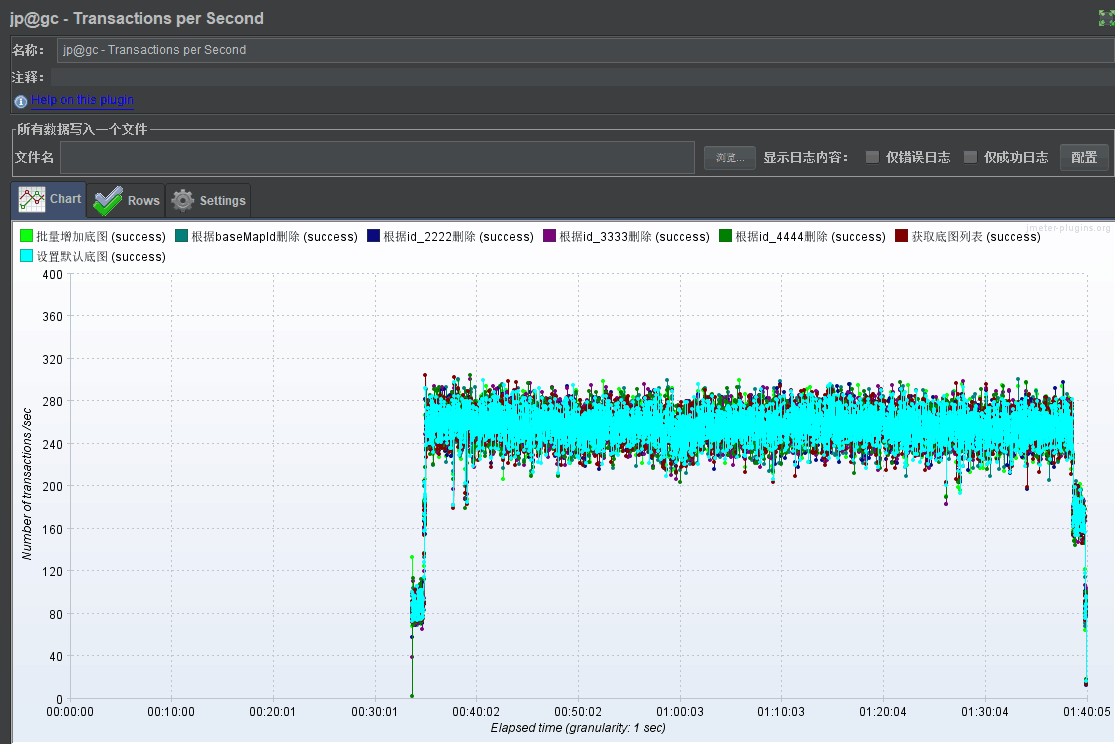 jp@gc - Transactions per Second
名称： jp@gc - Transactions per Second
注释：
Help on this plugin
所有数据写入一个文件
文件名 浏览... 显示日志内容： 仅错误日志 仅成功日志 配置
Chart Rows Settings
jmeter-plugins.org
批量增加底图 (success) 根据baseMapId删除 (success) 根据id_2222删除 (success) 根据id_3333删除 (success) 根据id_4444删除 (success) 获取底图列表 (success)
设置默认底图 (success)
400
360
320
280
240
200
160
120
80
40
0
Number of transactions /sec
00:00:00 00:10:00 00:20:01 00:30:01 00:40:02 00:50:02 01:00:03 01:10:03 01:20:04 01:30:04 01:40:05
Elapsed time (granularity: 1 sec)